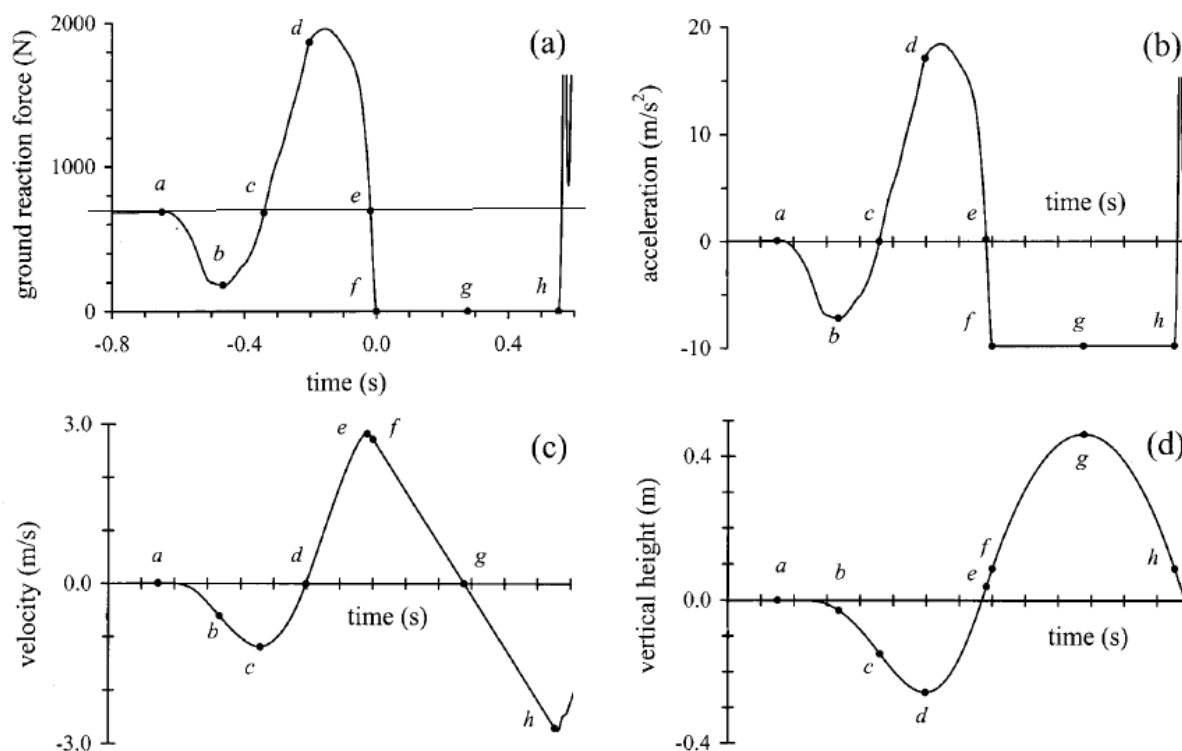 2000
(a)
d
ground reaction force (N)
1000
a
c
e
b
f
g
h
0
-0.8
-0.4
0.0
0.4
time (s)
20
(b)
d
acceleration (m/s²)
10
time (s)
a
c
e
0
b
f
g
h
-10
3.0
e
f
(c)
velocity (m/s)
a
d
g
0.0
time (s)
b
c
h
-3.0
(d)
0.4
g
vertical height (m)
a
b
f
e
h
0.0
time (s)
c
d
-0.4